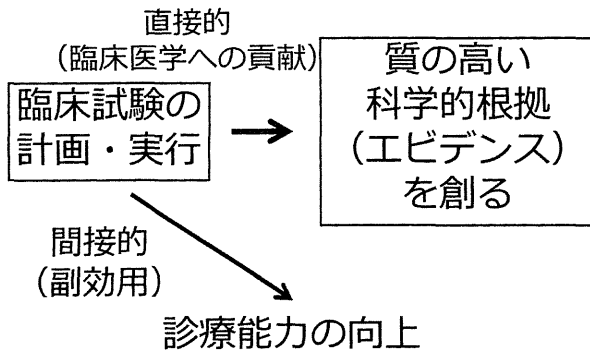 直接的
（臨床医学への貢献）
臨床試験の
計画・実行
質の高い
科学的根拠
（エビデンス）
を創る
間接的
（副効用）
診療能力の向上